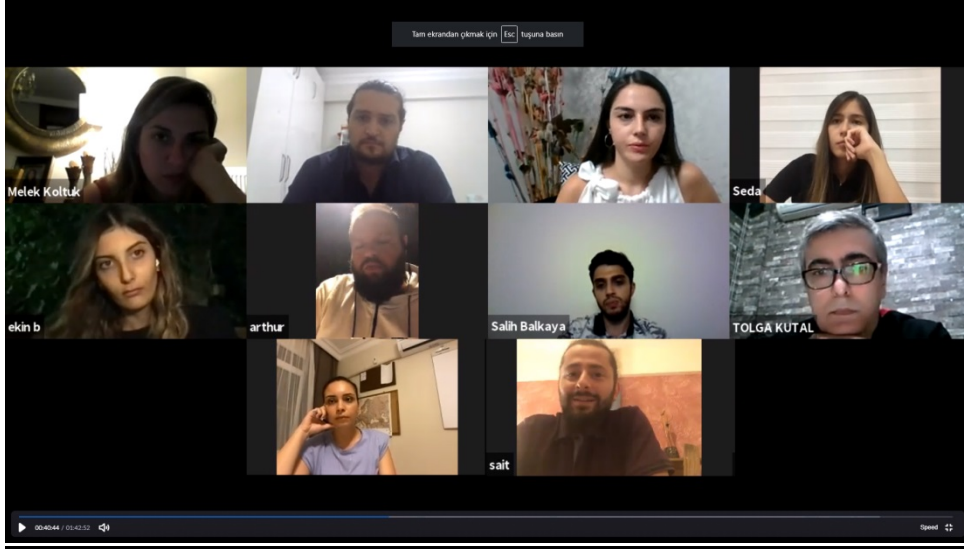 Tam ekrandan çıkmak için Esc tuşuna basın
Melek Koltuk
Seda
ekin b
arthur
Salih Balkaya
TOLGA KUTAL
sait
00:40:44 / 01:42:52
Speed